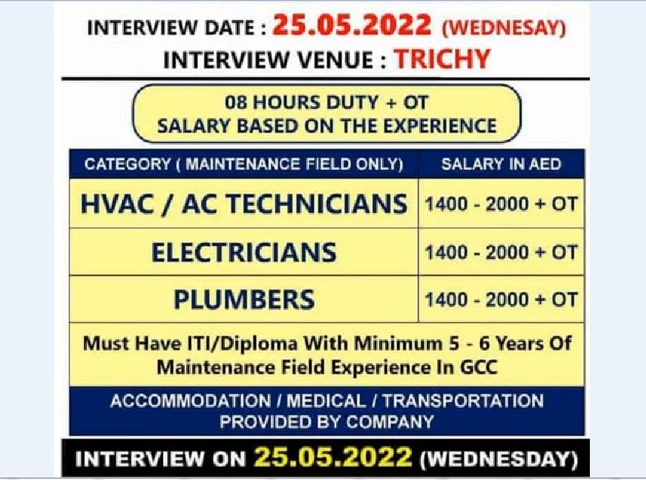 INTERVIEW DATE : 25.05.2022 (WEDNESAY)
INTERVIEW VENUE : TRICHY
08 HOURS DUTY + OT
SALARY BASED ON THE EXPERIENCE
CATEGORY ( MAINTENANCE FIELD ONLY) SALARY IN AED
HVAC / AC TECHNICIANS 1400 - 2000 + OT
ELECTRICIANS 1400 - 2000 + OT
PLUMBERS 1400 - 2000 + OT
Must Have ITI/Diploma With Minimum 5 - 6 Years Of
Maintenance Field Experience In GCC
ACCOMMODATION / MEDICAL / TRANSPORTATION
PROVIDED BY COMPANY
INTERVIEW ON 25.05.2022 (WEDNESDAY)